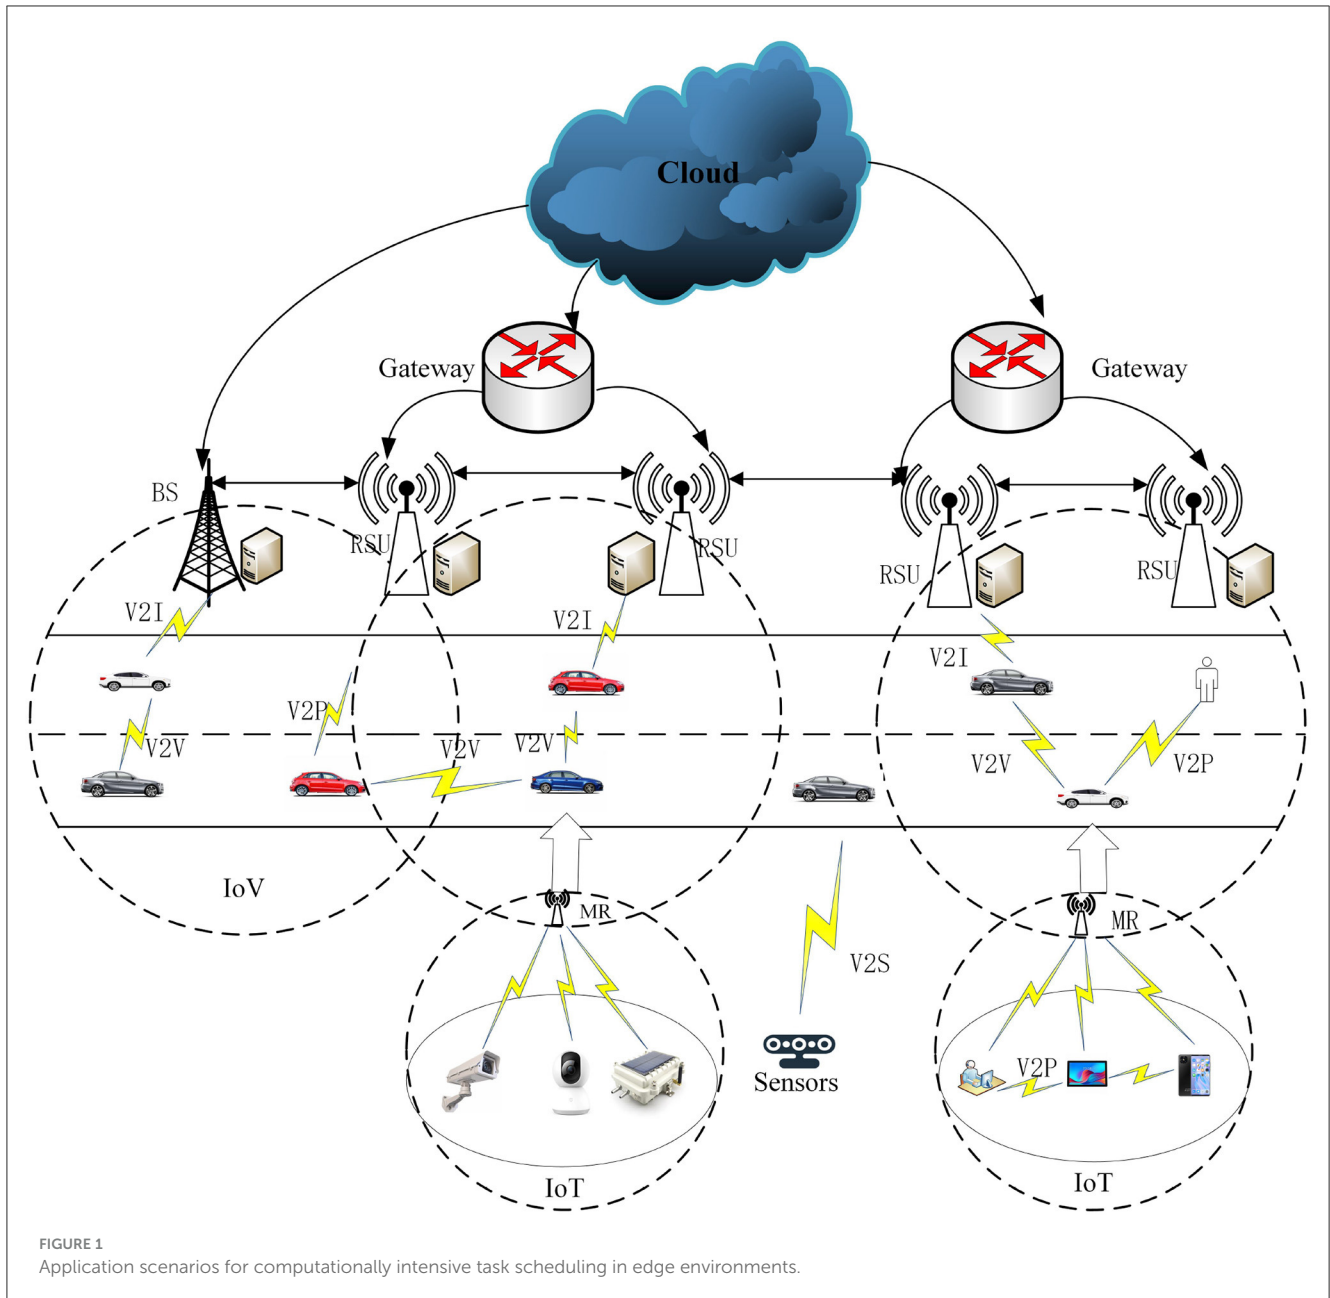 Cloud
Gateway
Gateway
BS
RSU
RSU
RSU
RSU
V2I
V2I
V2I
V2P
V2V
V2V
V2V
V2V
V2P
IoV
MR
MR
V2S
Sensors
V2P
IoT
IoT
FIGURE 1
Application scenarios for computationally intensive task scheduling in edge environments.